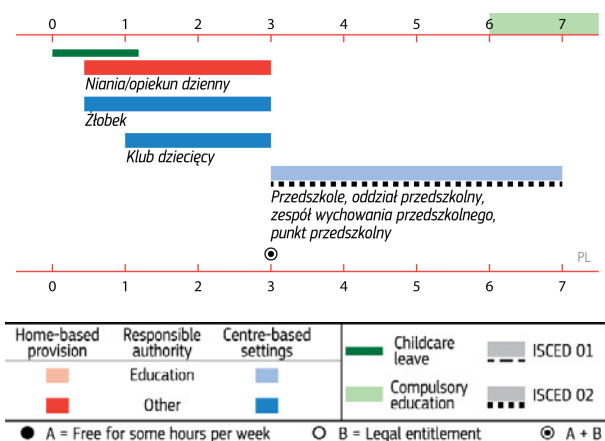 0 1 2 3 4 5 6 7
Niania/opiekun dzienny
Żłobek
Klub dziecięcy
Przedszkole, oddział przedszkolny,
zespół wychowania przedszkolnego,
punkt przedszkolny
PL
0 1 2 3 4 5 6 7
Home-based provision Responsible authority Centre-based settings
Education
Other
Childcare leave ISCED 01
Compulsory education ISCED 02
A = Free for some hours per week B = Legal entitlement A + B